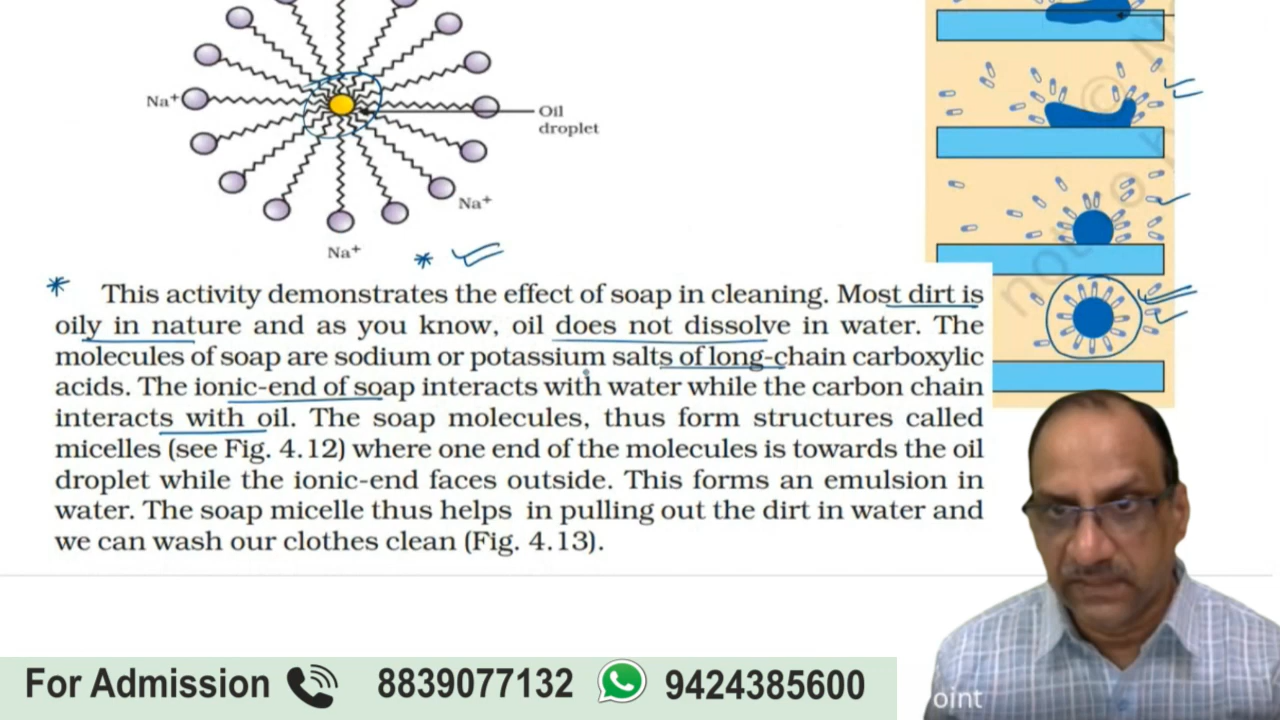 Na⁺
Oil
droplet
Na⁺
Na⁺
This activity demonstrates the effect of soap in cleaning. Most dirt is
oily in nature and as you know, oil does not dissolve in water. The
molecules of soap are sodium or potassium salts of long-chain carboxylic
acids. The ionic-end of soap interacts with water while the carbon chain
interacts with oil. The soap molecules, thus form structures called
micelles (see Fig. 4.12) where one end of the molecules is towards the oil
droplet while the ionic-end faces outside. This forms an emulsion in
water. The soap micelle thus helps in pulling out the dirt in water and
we can wash our clothes clean (Fig. 4.13).
For Admission 8839077132 9424385600
oint